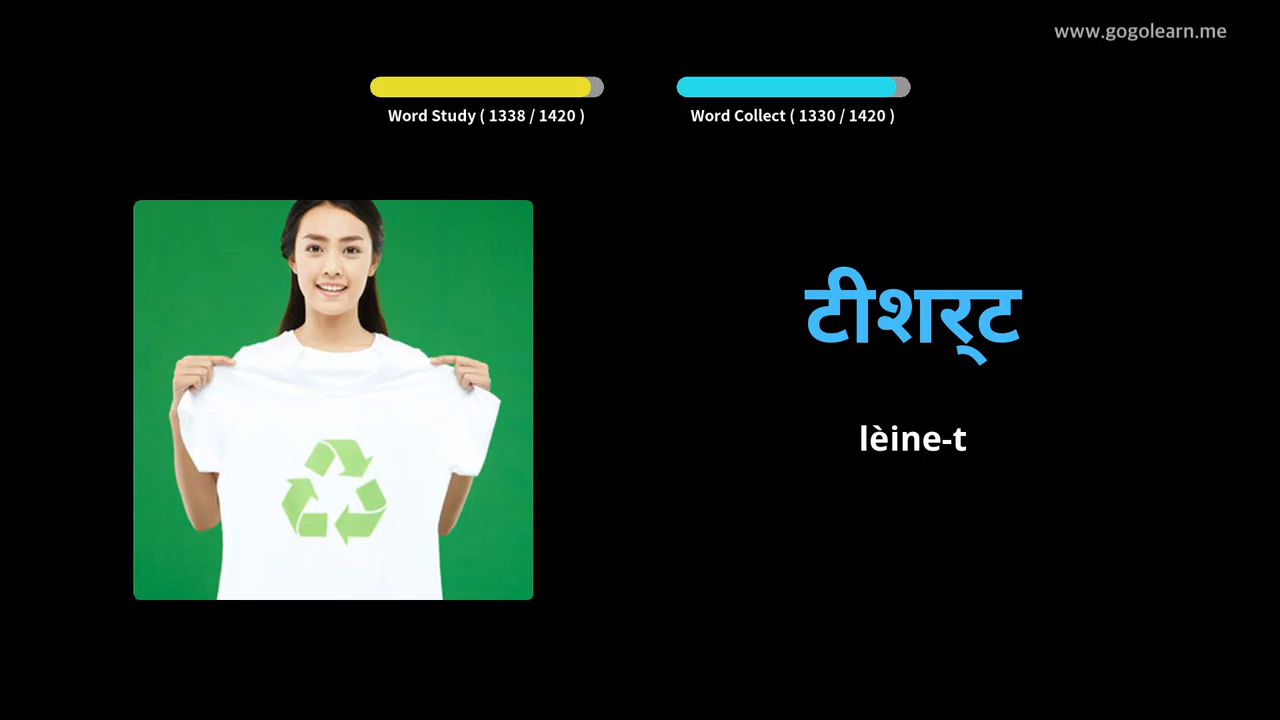 www.gogolearn.me
Word Study ( 1338 / 1420 )
Word Collect ( 1330 / 1420 )
टीशर्‌ट
lèine-t